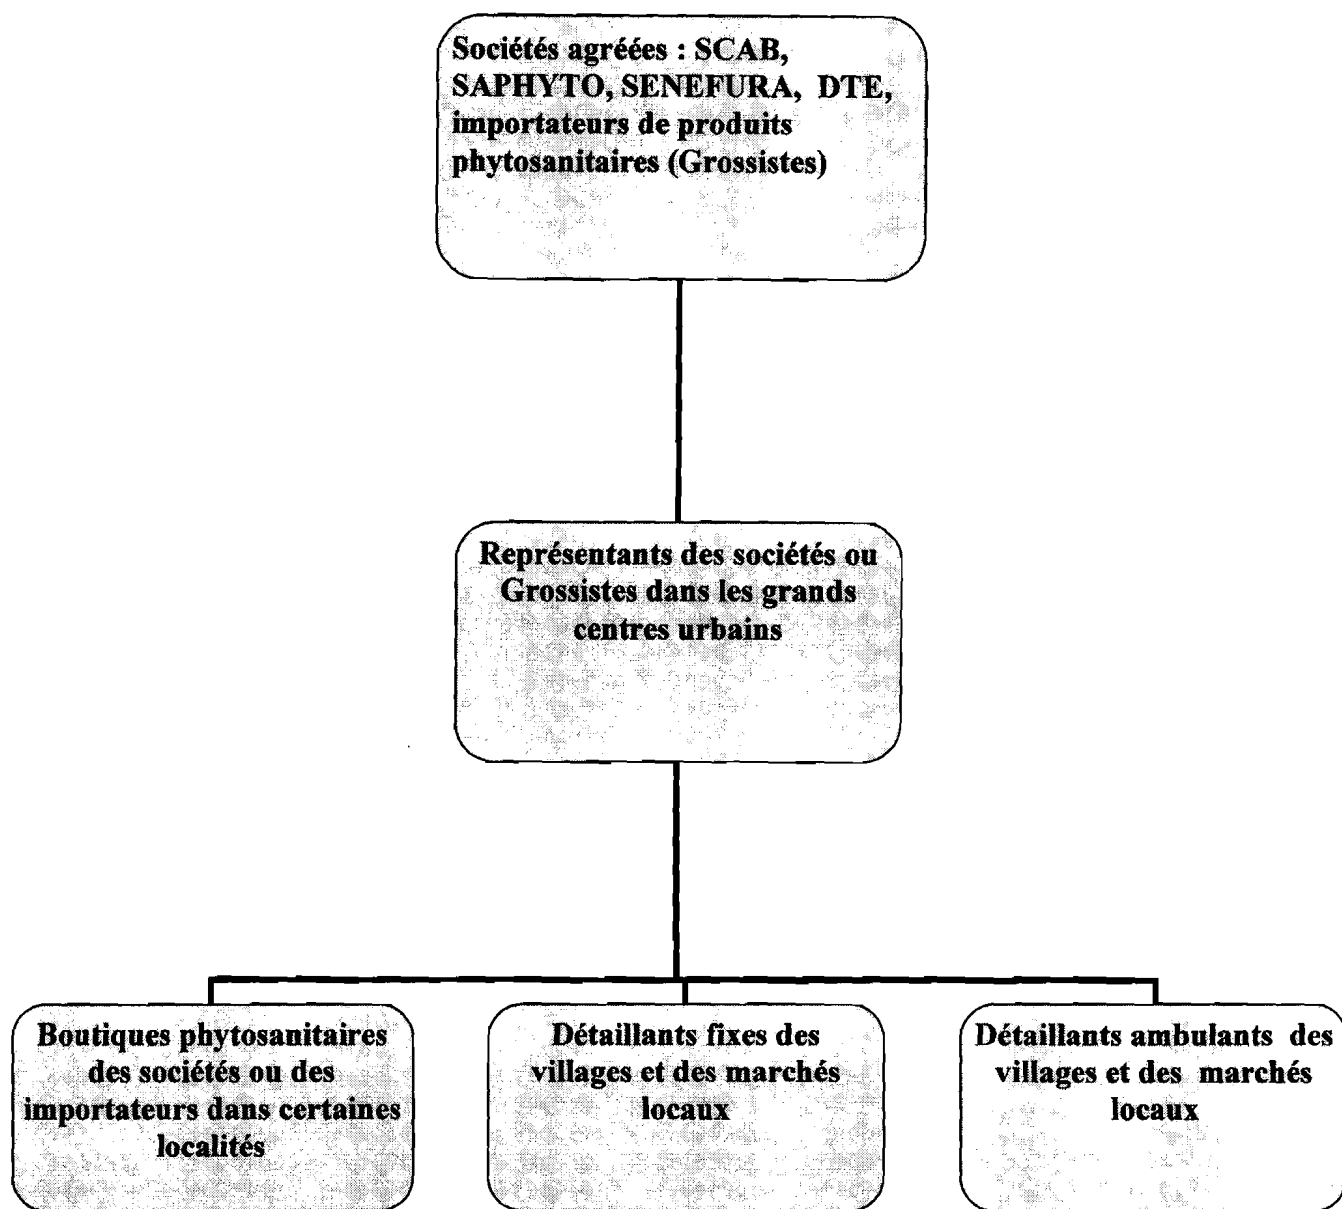 Sociétés agréées : SCAB,
SAPHYTO, SENEFURA, DTE,
importateurs de produits
phytosanitaires (Grossistes)
Représentants des sociétés ou
Grossistes dans les grands
centres urbains
Boutiques phytosanitaires
des sociétés ou des
importateurs dans certaines
localités
Détaillants fixes des
villages et des marchés
locaux
Détaillants ambulants des
villages et des marchés
locaux